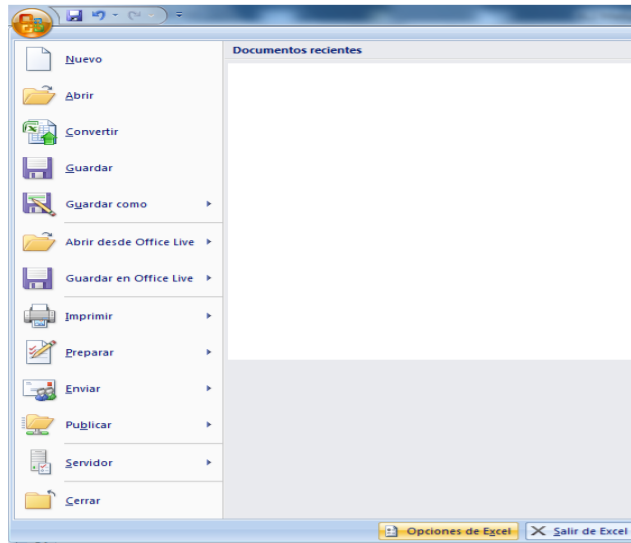 Documentos recientes
Nuevo
Abrir
Convertir
Guardar
Guardar como
Abrir desde Office Live
Guardar en Office Live
Imprimir
Preparar
Enviar
Publicar
Servidor
Cerrar
Opciones de Excel
Salir de Excel